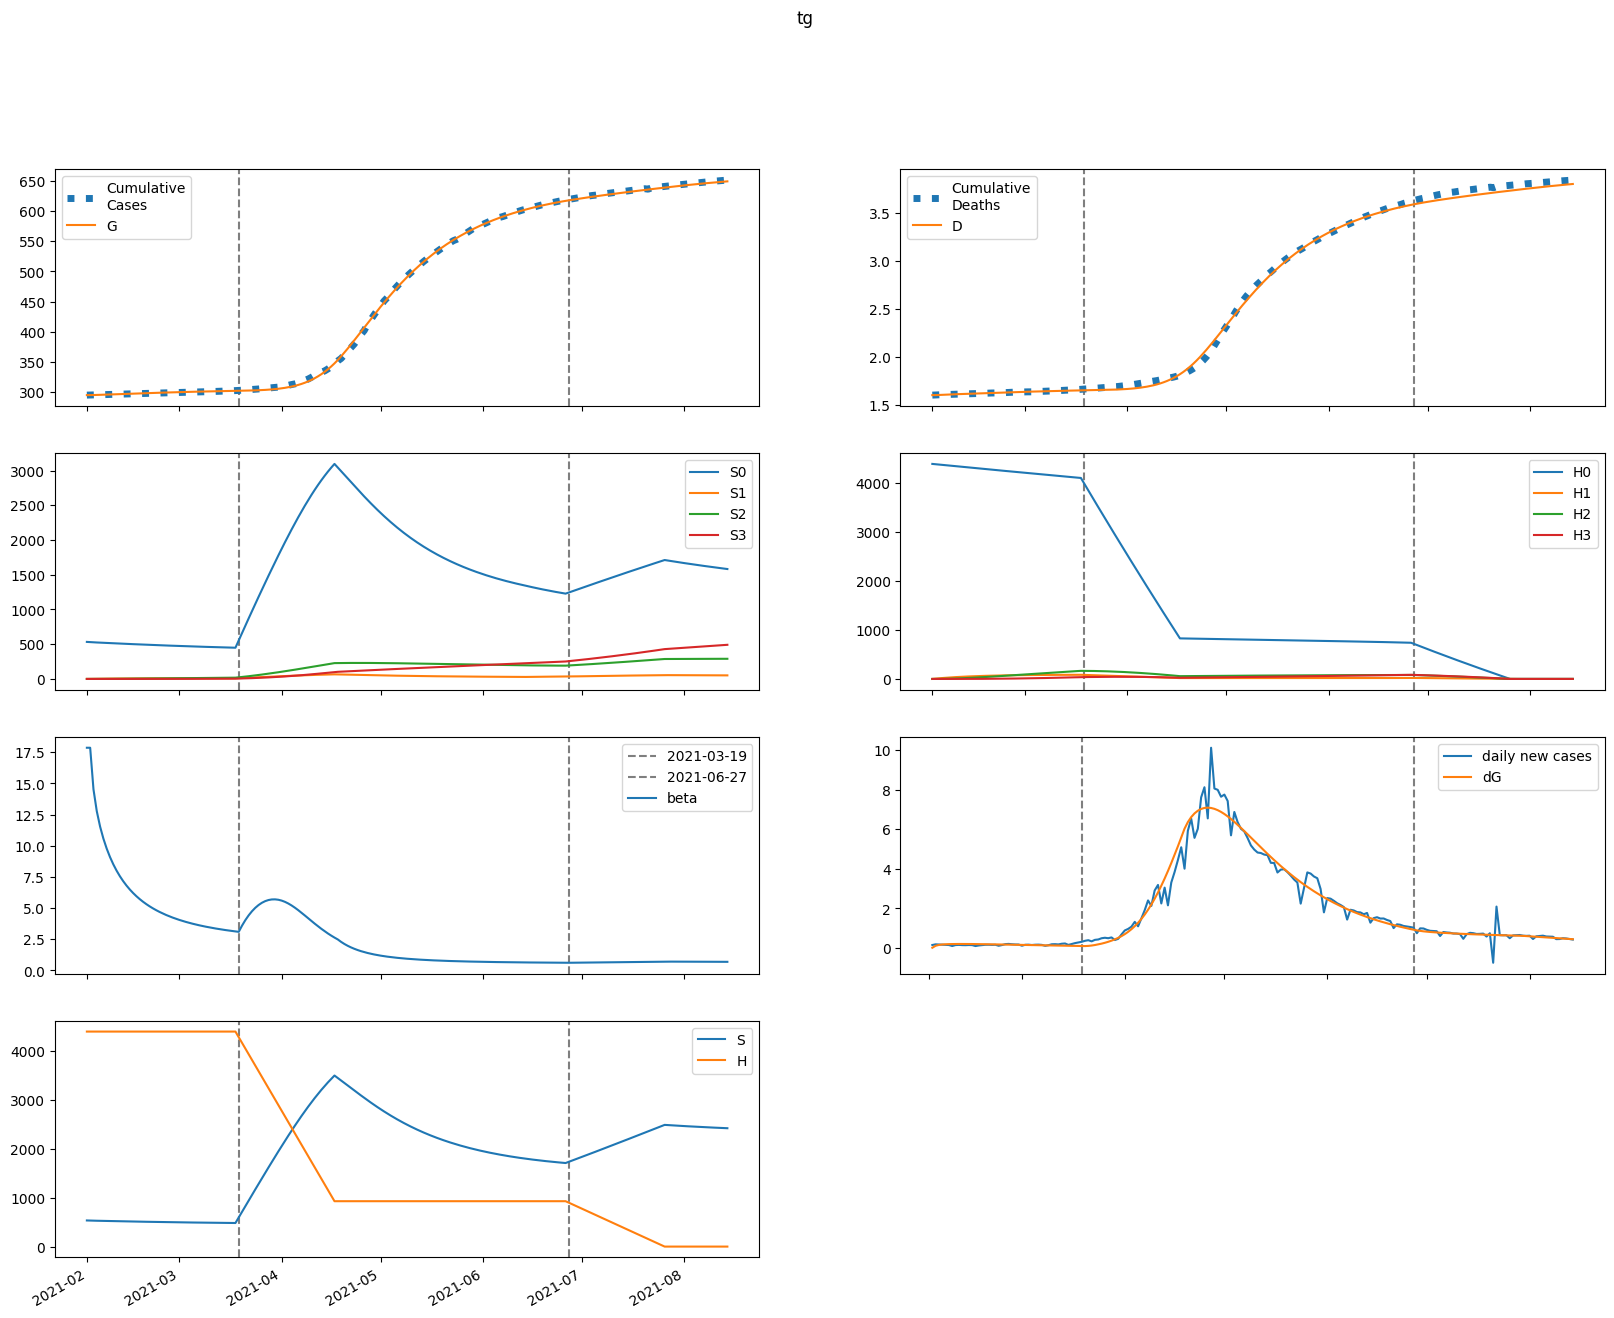 tg
650
600
550
500
450
400
350
300
Cumulative
Cases
G
3.5
3.0
2.5
2.0
1.5
Cumulative
Deaths
D
3000
2500
2000
1500
1000
500
0
S0
S1
S2
S3
4000
3000
2000
1000
0
H0
H1
H2
H3
17.5
15.0
12.5
10.0
7.5
5.0
2.5
0.0
2021-03-19
2021-06-27
beta
10
8
6
4
2
0
daily new cases
dG
4000
3000
2000
1000
0
S
H
2021-02
2021-03
2021-04
2021-05
2021-06
2021-07
2021-08